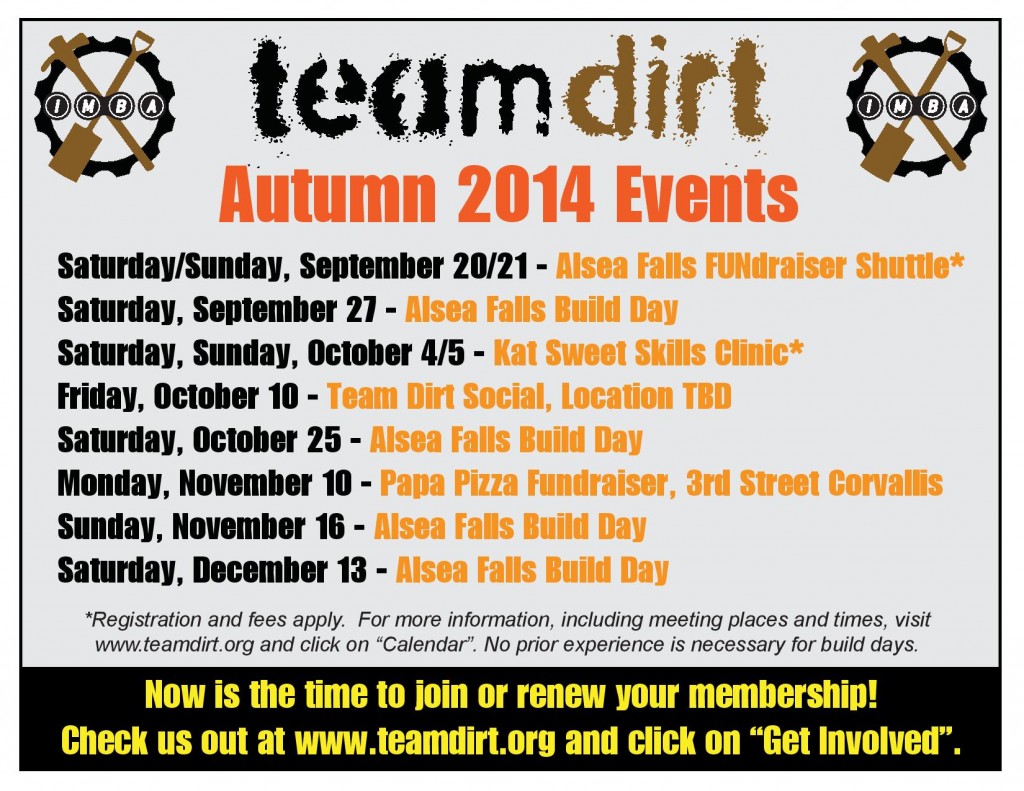 teamdirt
IMBA
IMBA
Autumn 2014 Events
Saturday/Sunday, September 20/21 - Alsea Falls FUNdraiser Shuttle*
Saturday, September 27 - Alsea Falls Build Day
Saturday, Sunday, October 4/5 - Kat Sweet Skills Clinic*
Friday, October 10 - Team Dirt Social, Location TBD
Saturday, October 25 - Alsea Falls Build Day
Monday, November 10 - Papa Pizza Fundraiser, 3rd Street Corvallis
Sunday, November 16 - Alsea Falls Build Day
Saturday, December 13 - Alsea Falls Build Day
*Registration and fees apply.  For more information, including meeting places and times, visit
www.teamdirt.org and click on “Calendar”. No prior experience is necessary for build days.
Now is the time to join or renew your membership!
Check us out at www.teamdirt.org and click on “Get Involved”.